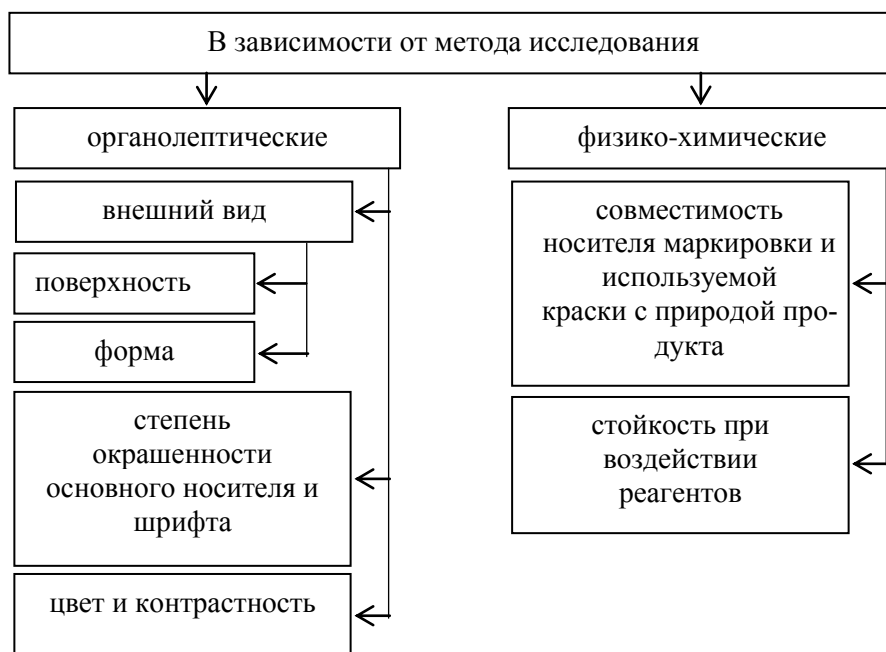 В зависимости от метода исследования
органолептические
внешний вид
поверхность
форма
степень
окрашенности
основного носителя и
шрифта
цвет и контрастность
физико-химические
совместимость
носителя маркировки и
используемой
краски с природой про-
дукта
стойкость при
воздействии
реагентов